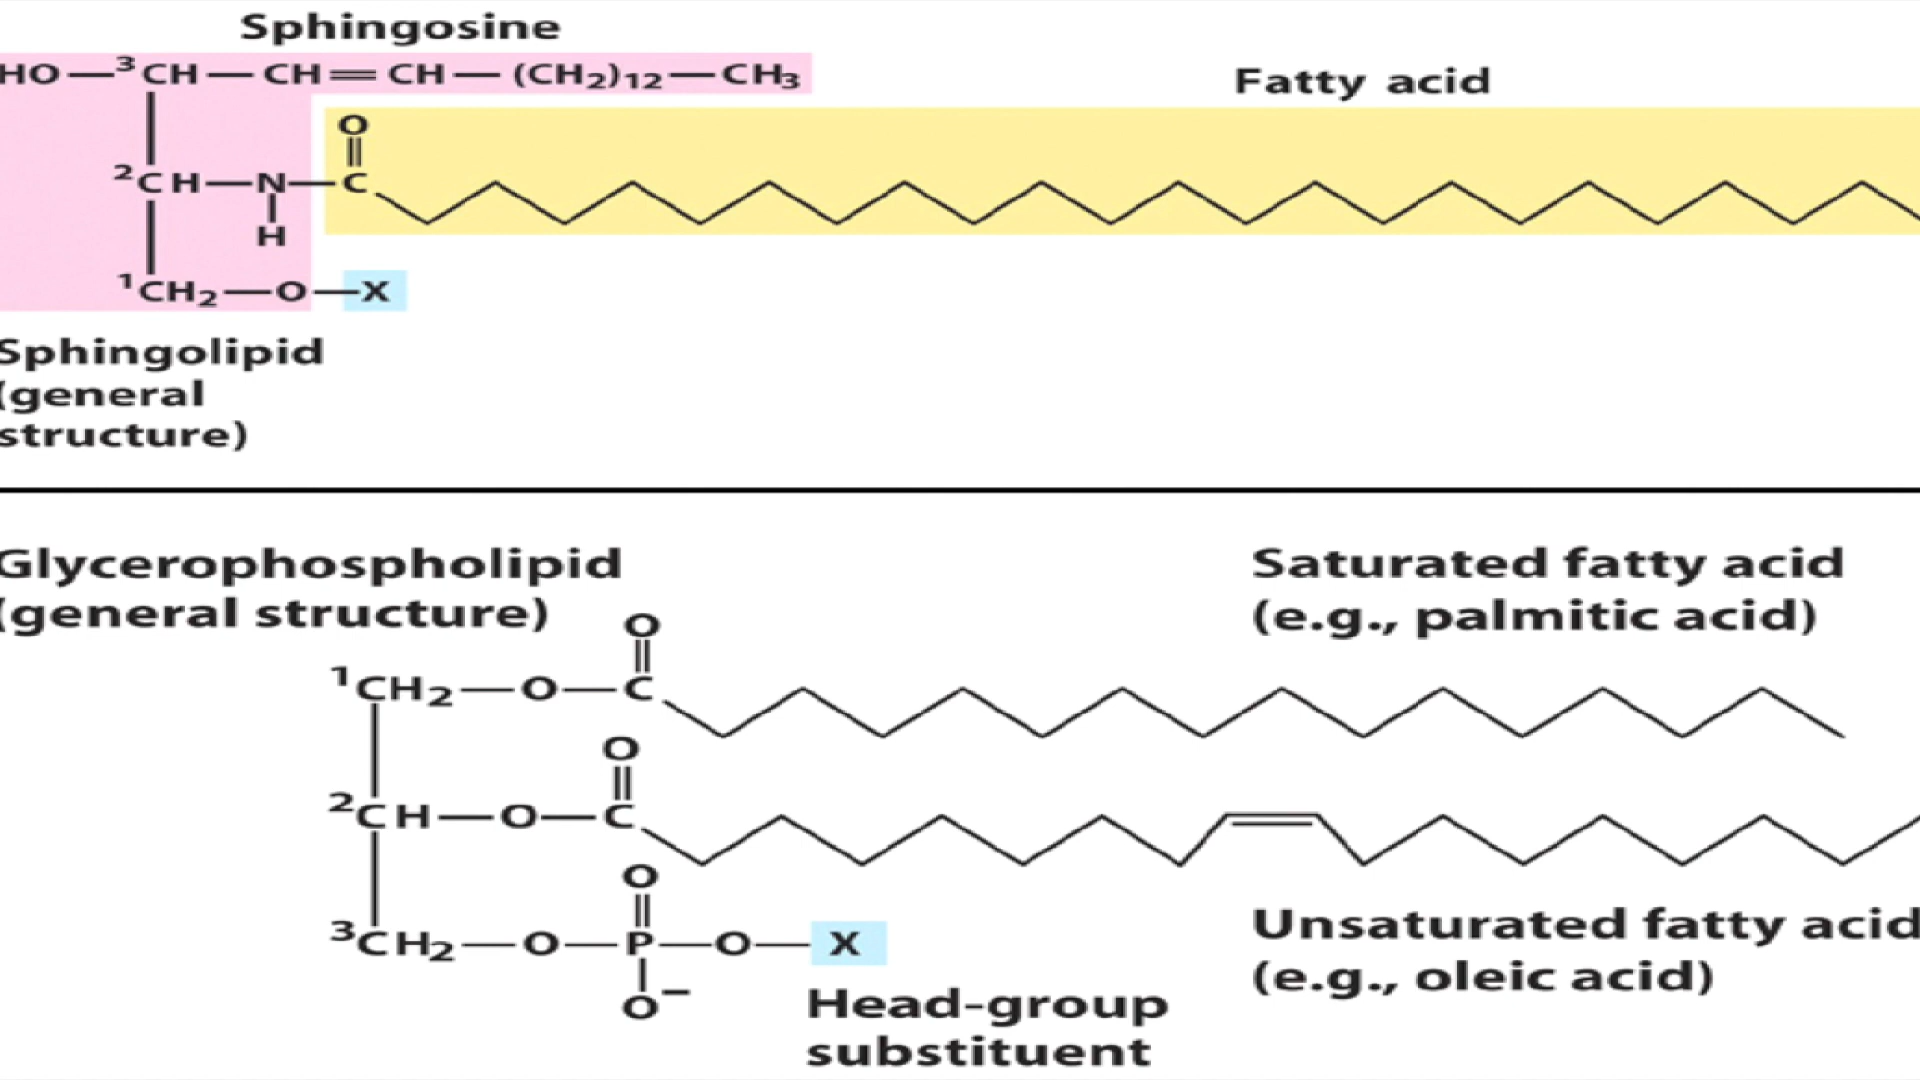 Sphingosine
HO—³CH—CH=CH—(CH₂)₁₂—CH₃
Fatty acid
O
²CH—N—C
H
¹CH₂—O—X
Sphingolipid
(general
structure)
Glycerophospholipid
(general structure)
Saturated fatty acid
(e.g., palmitic acid)
O
¹CH₂—O—C
O
²CH—O—C
O
³CH₂—O—P—O—X
O⁻
Unsaturated fatty acid
(e.g., oleic acid)
Head-group
substituent